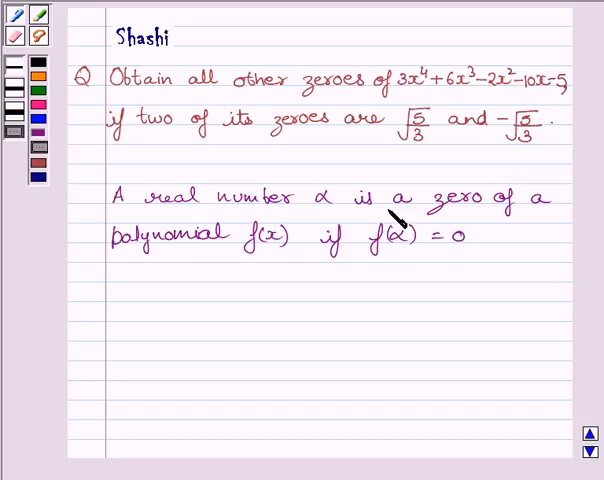 Shashi
Q Obtain all other zeroes of 3x⁴+6x³-2x²-10x-5,
if two of its zeroes are √5/3 and -√5/3.
A real number α is a zero of a
polynomial f(x) if f(α) = 0